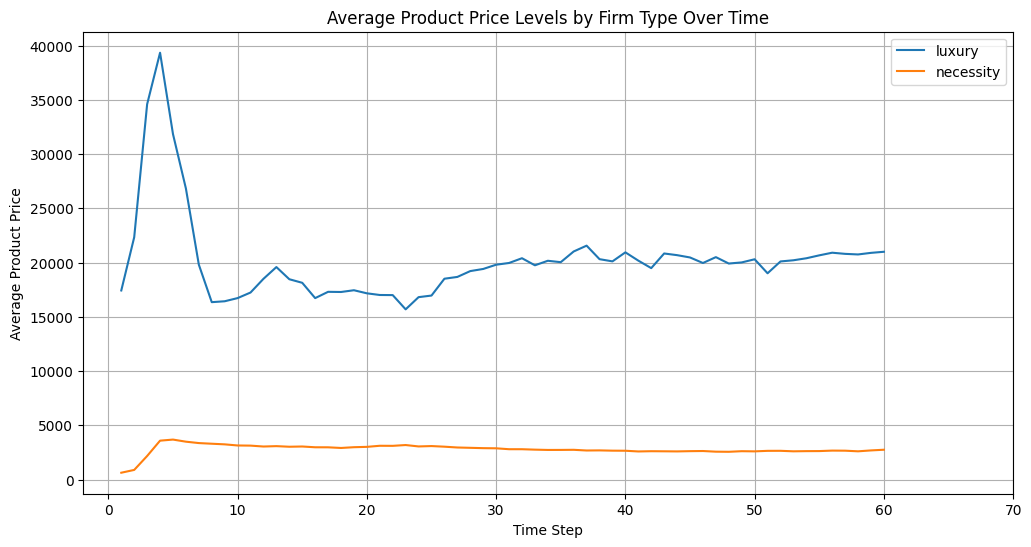 Average Product Price Levels by Firm Type Over Time
luxury
necessity
Average Product Price
40000
35000
30000
25000
20000
15000
10000
5000
0
0 10 20 30 40 50 60 70
Time Step